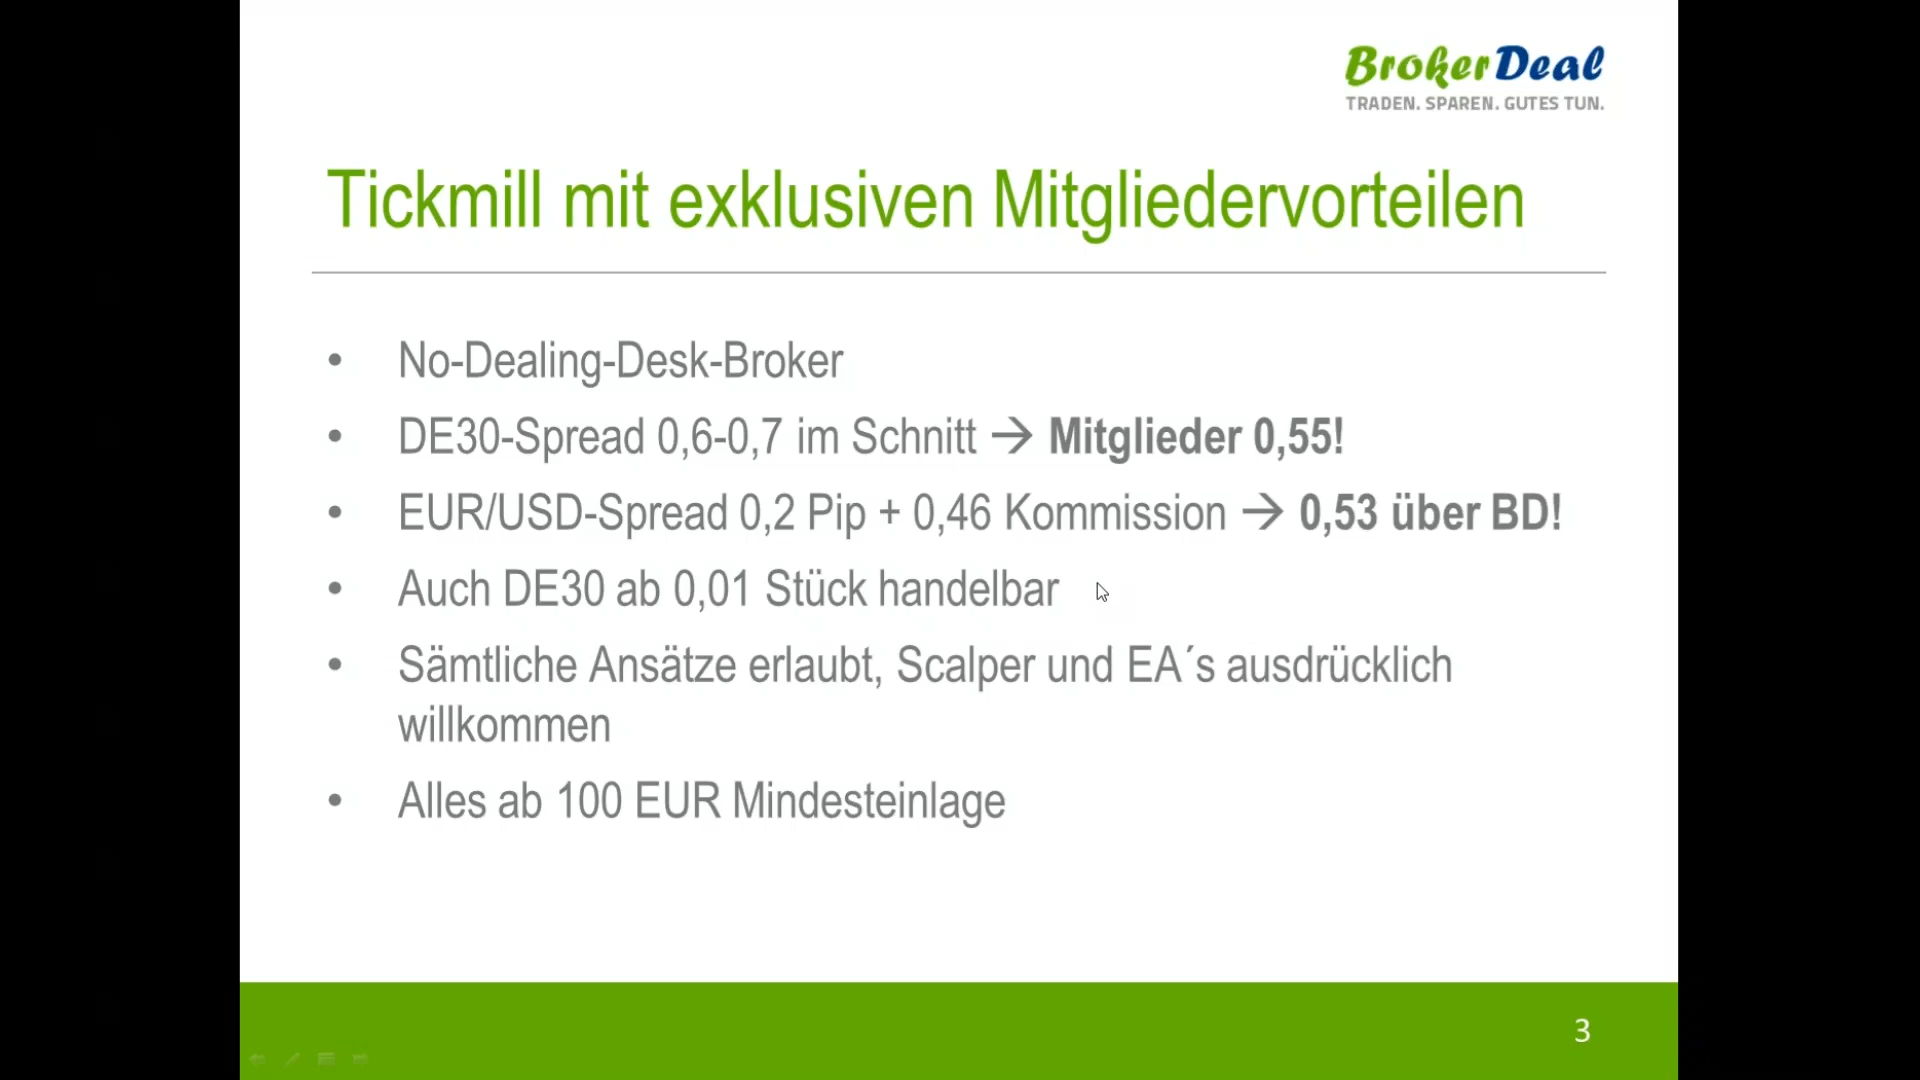 BrokerDeal
TRADEN. SPAREN. GUTES TUN.
Tickmill mit exklusiven Mitgliedervorteilen
• No-Dealing-Desk-Broker
• DE30-Spread 0,6-0,7 im Schnitt → Mitglieder 0,55!
• EUR/USD-Spread 0,2 Pip + 0,46 Kommission → 0,53 über BD!
• Auch DE30 ab 0,01 Stück handelbar
• Sämtliche Ansätze erlaubt, Scalper und EA´s ausdrücklich
willkommen
• Alles ab 100 EUR Mindesteinlage
3